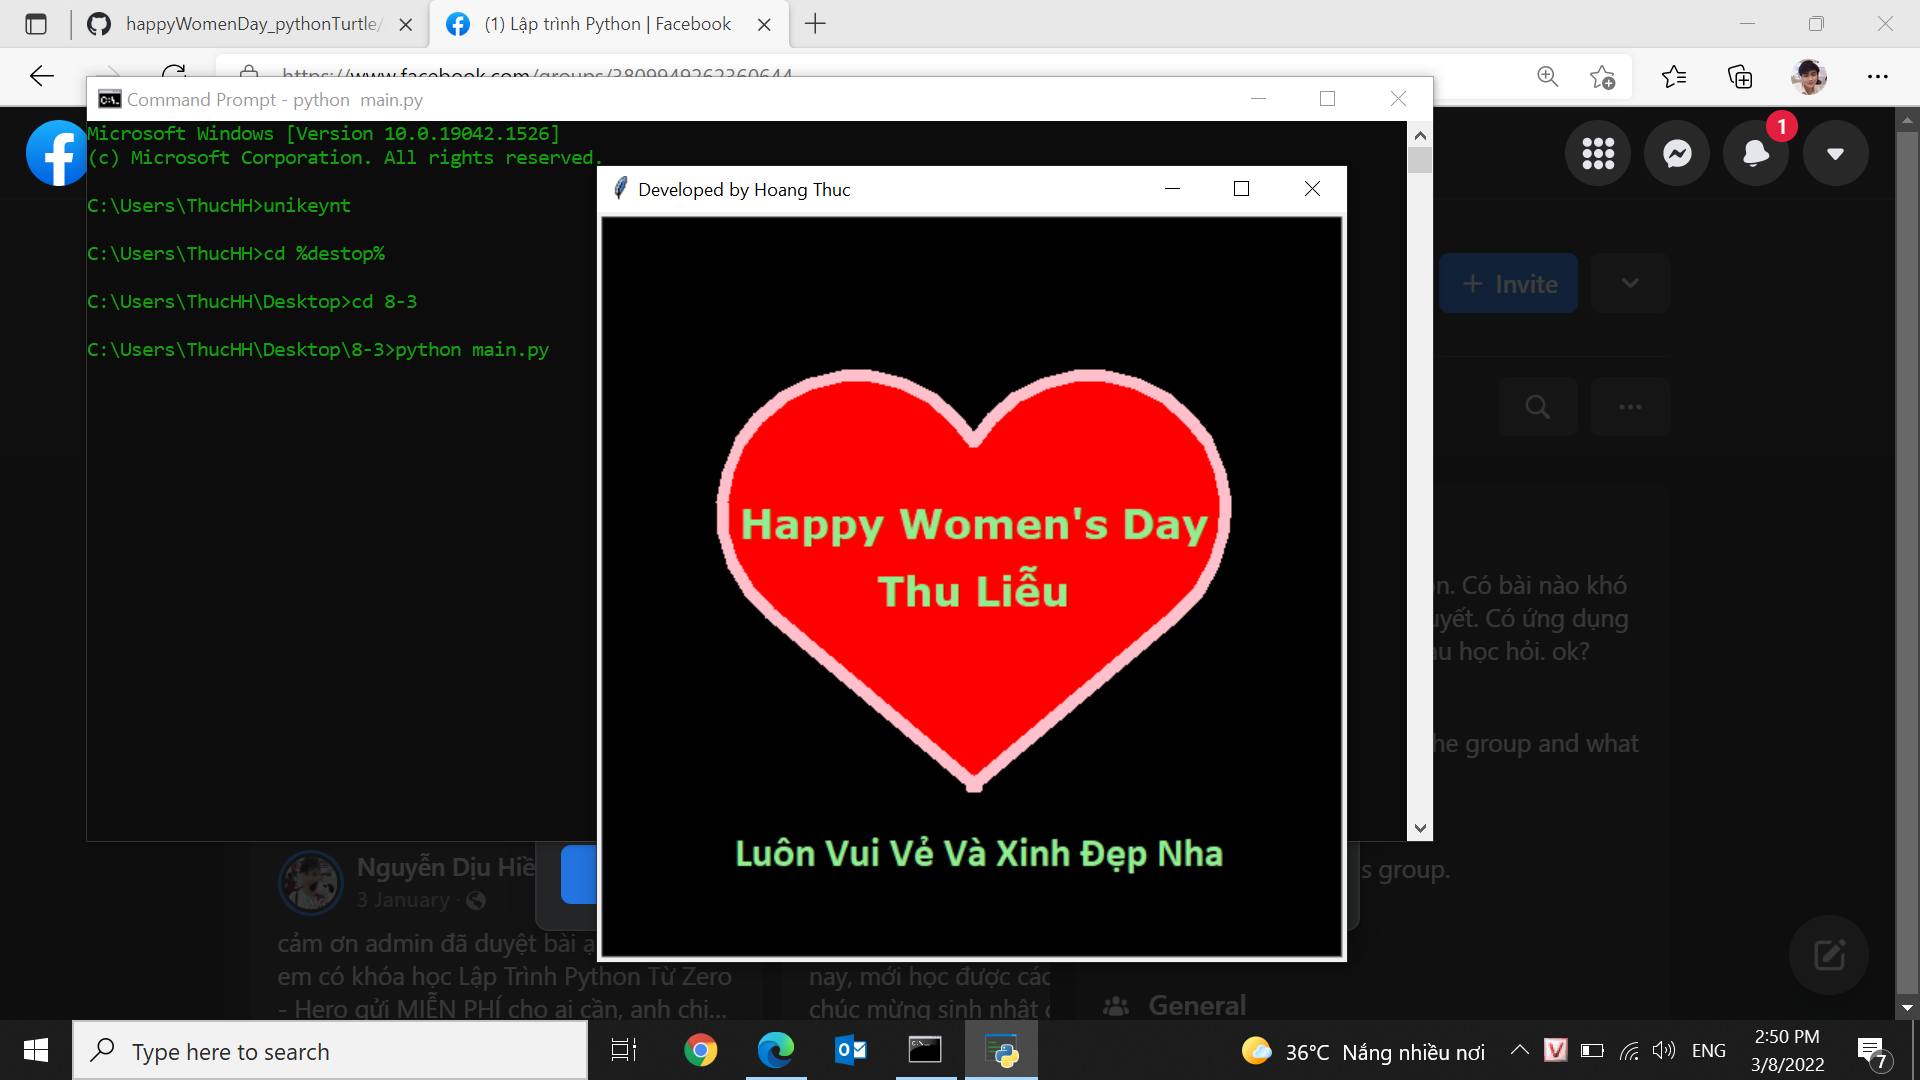 happyWomenDay_pythonTurtle/
(1) Lập trình Python | Facebook
https://www.facebook.com/groups/3809949262360644
Command Prompt - python  main.py
Microsoft Windows [Version 10.0.19042.1526]
(c) Microsoft Corporation. All rights reserved.
C:\Users\ThucHH>unikeynt
C:\Users\ThucHH>cd %destop%
C:\Users\ThucHH\Desktop>cd 8-3
C:\Users\ThucHH\Desktop\8-3>python main.py
Developed by Hoang Thuc
Happy Women's Day
Thu Liễu
Luôn Vui Vẻ Và Xinh Đẹp Nha
1
+ Invite
Có bài nào khó
Có ứng dụng
học hỏi. ok?
group and what
group.
Nguyễn Dịu Hiề
3 January ·
cảm ơn admin đã duyệt bài ạ
em có khóa học Lập Trình Python Từ Zero
- Hero gửi MIỄN PHÍ cho ai cần, anh chị...
nay, mới học được các
chúc mừng sinh nhật
General
Type here to search
36°C Nắng nhiều nơi
ENG
2:50 PM
3/8/2022
7